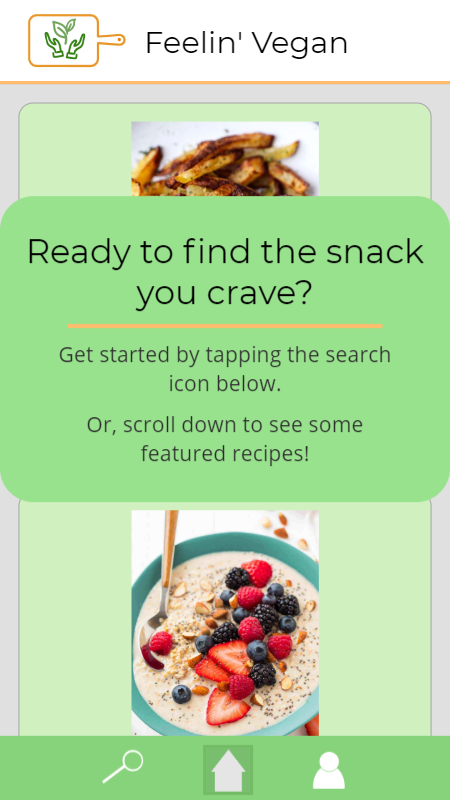 Feelin' Vegan
Ready to find the snack
you crave?
Get started by tapping the search
icon below.
Or, scroll down to see some
featured recipes!